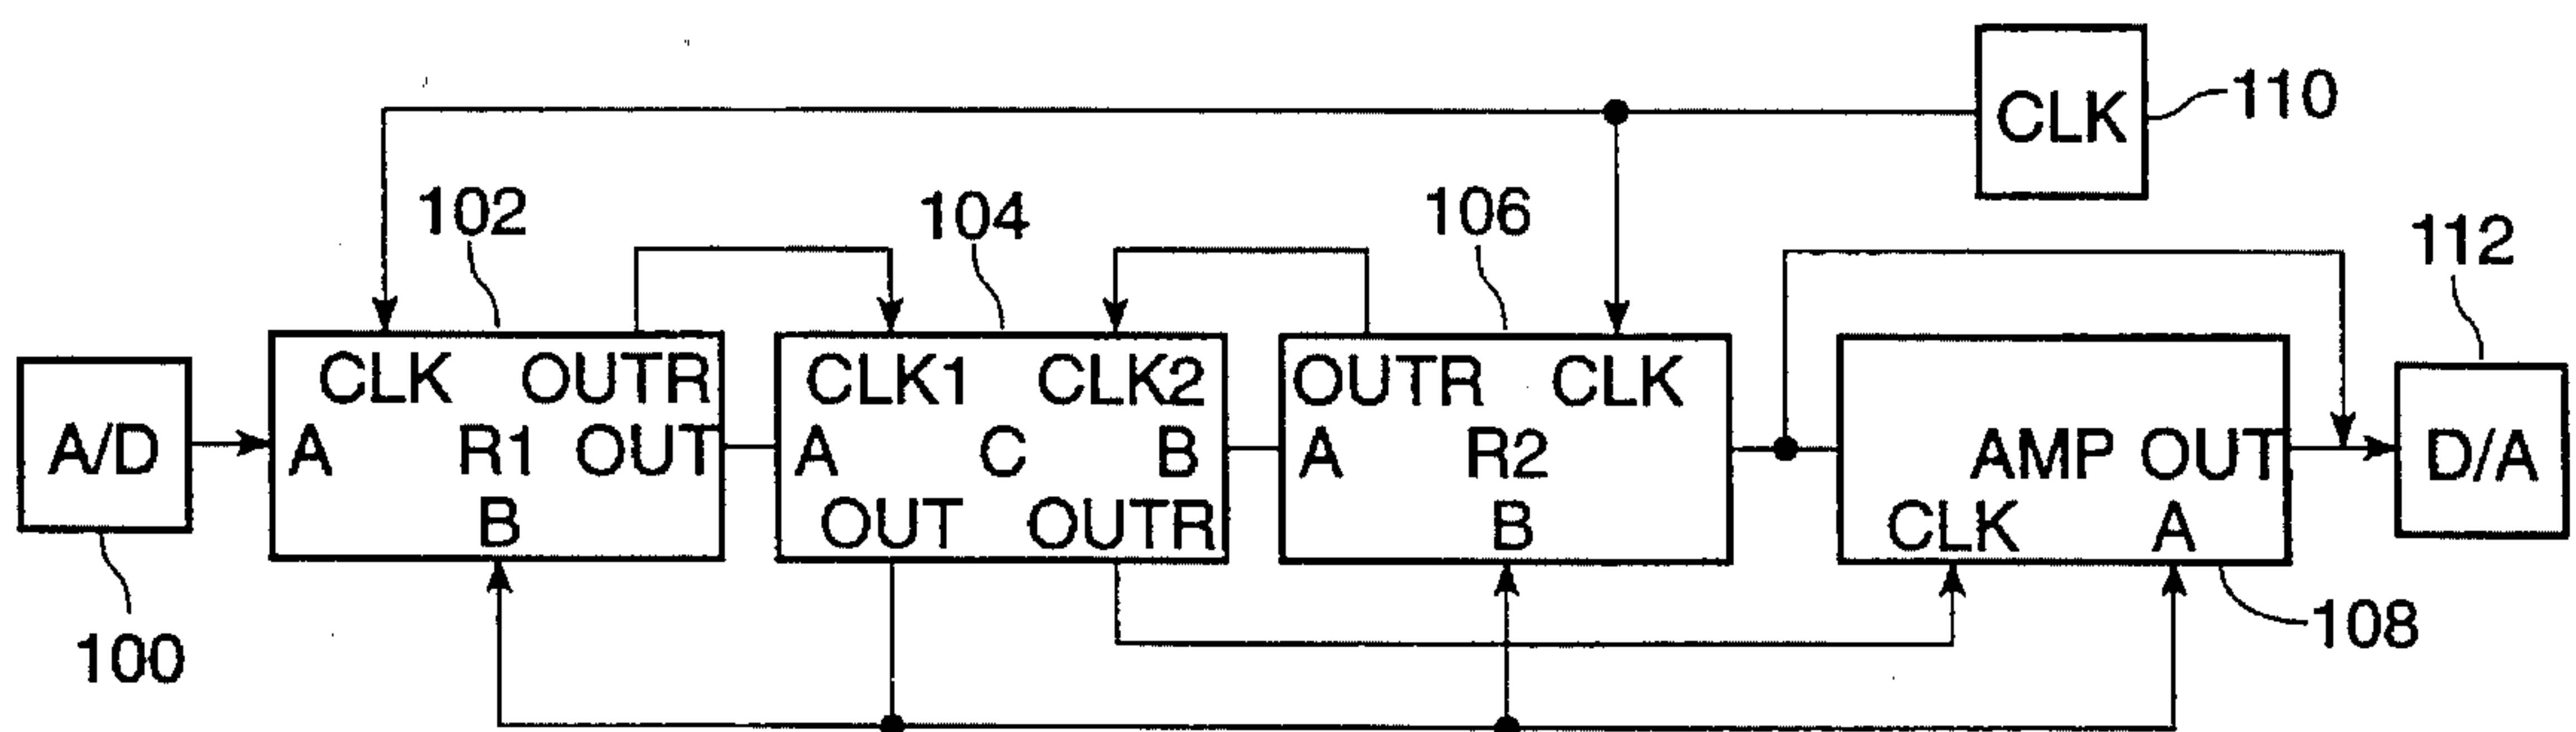 CLK 110
102 104 106 112
CLK OUTR CLK1 CLK2 OUTR CLK
A/D A R1 OUT A C B A R2 AMP OUT D/A
B OUT OUTR B CLK A
100 108